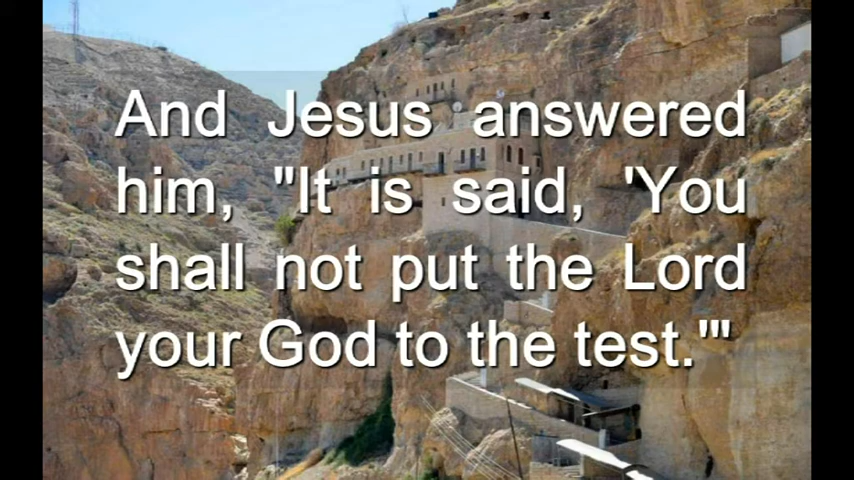 And Jesus answered
him, "It is said, 'You
shall not put the Lord
your God to the test.'"